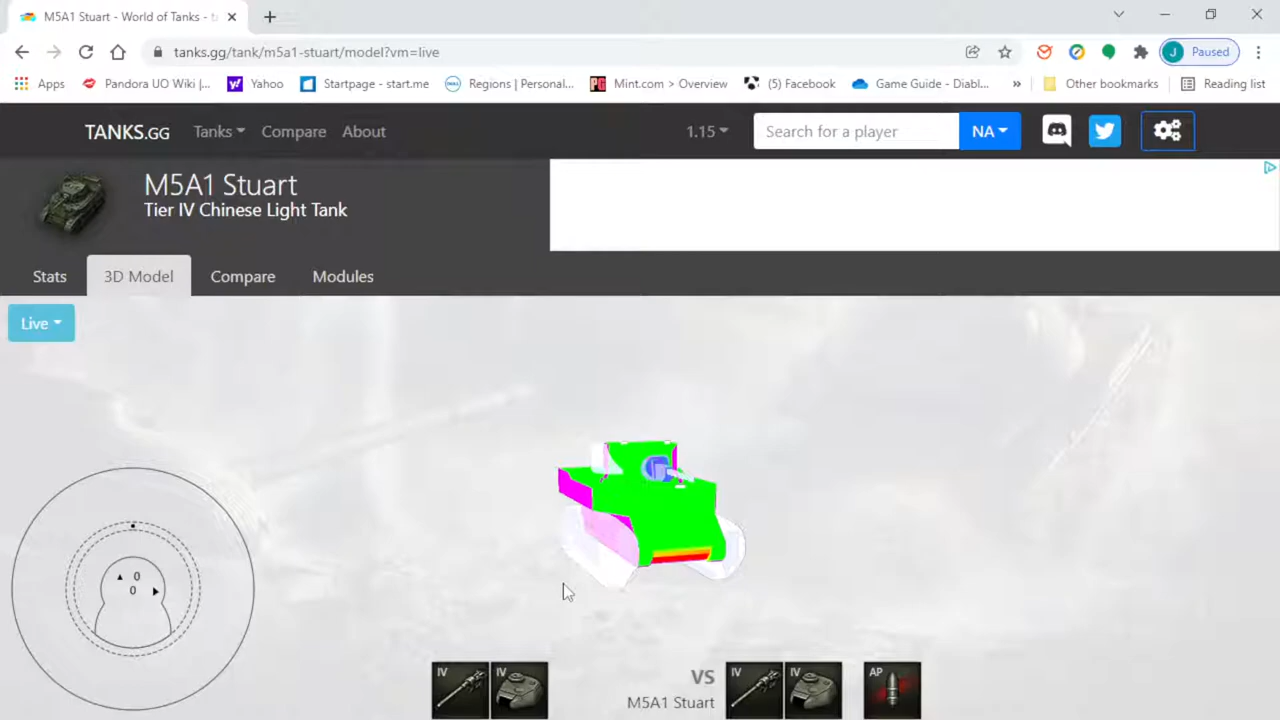 M5A1 Stuart - World of Tanks - t
tanks.gg/tank/m5a1-stuart/model?vm=live
J Paused
Apps Pandora UO Wiki |... Yahoo Startpage - start.me Regions | Personal... Mint.com > Overview (5) Facebook Game Guide - Diabl... » Other bookmarks Reading list
TANKS.GG Tanks Compare About 1.15 Search for a player NA
M5A1 Stuart
Tier IV Chinese Light Tank
Stats 3D Model Compare Modules
Live
0
0
IV IV VS IV IV AP
M5A1 Stuart